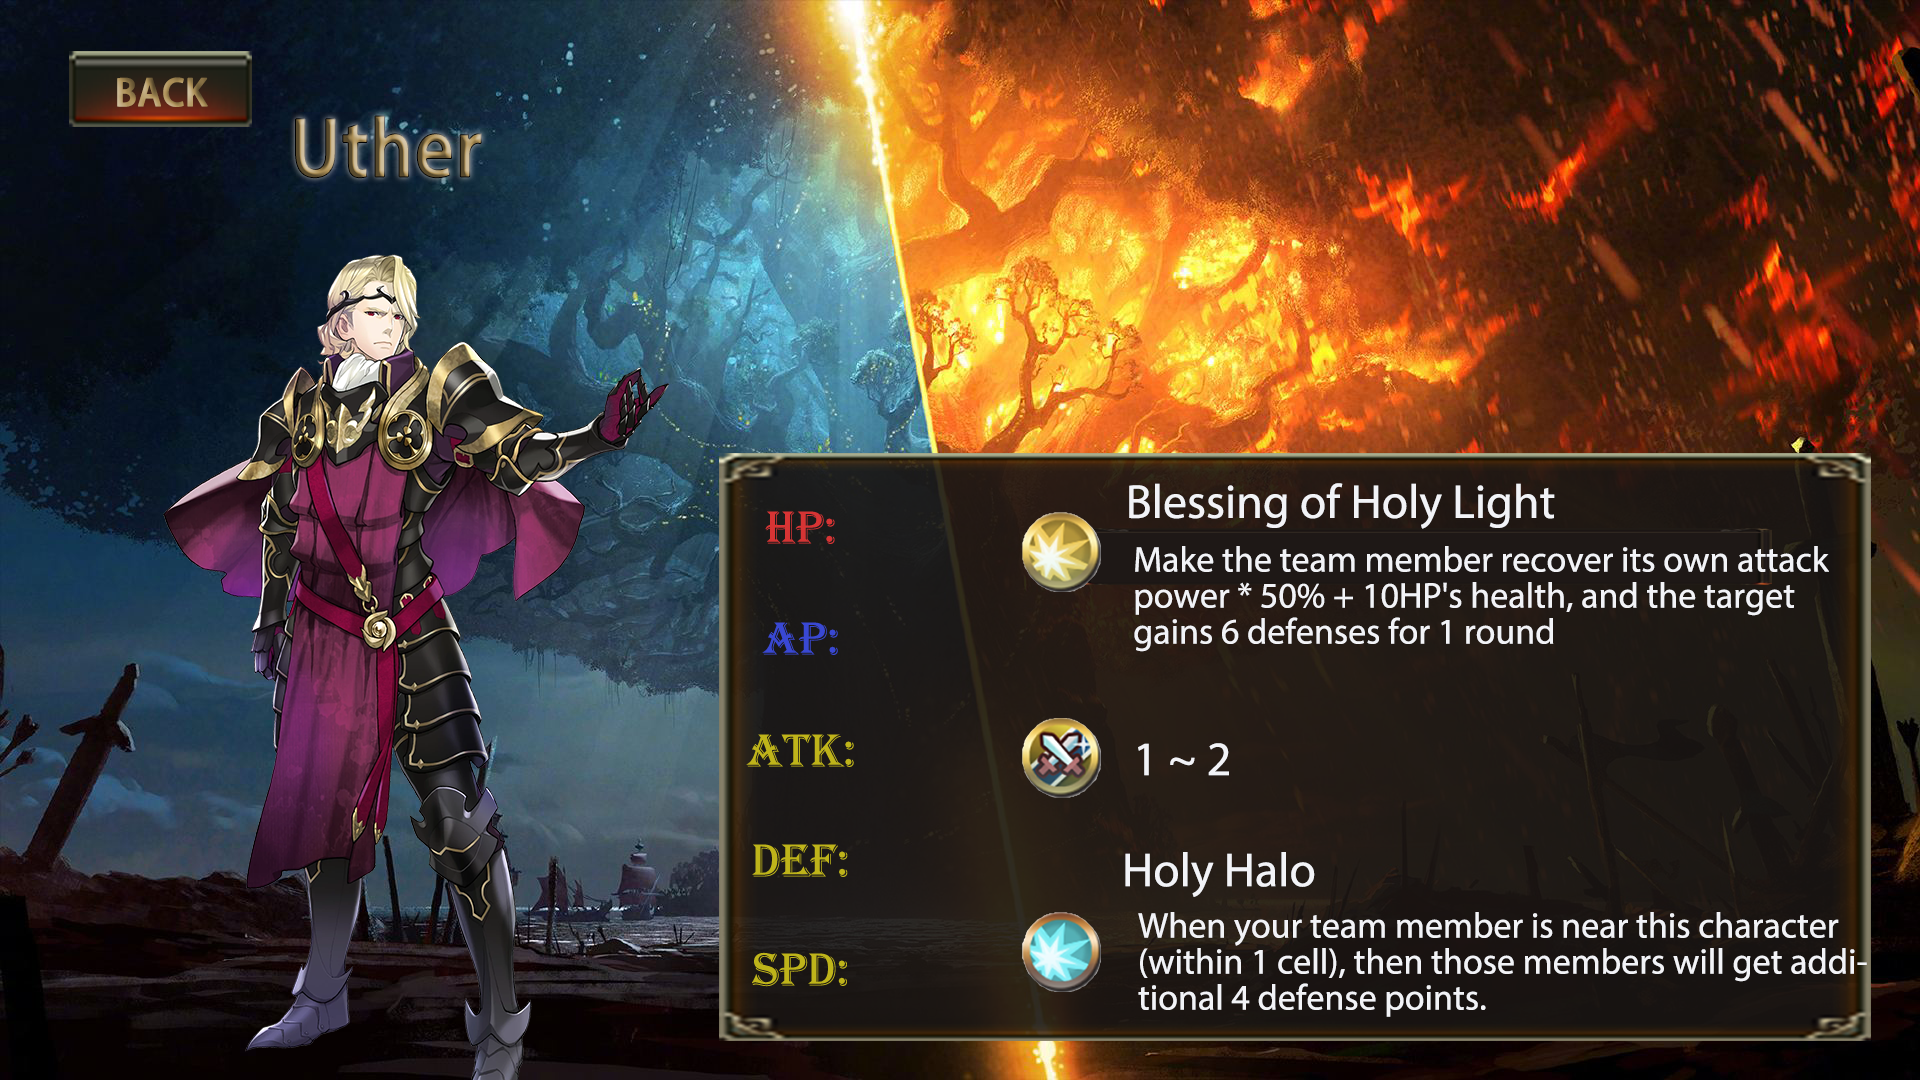 BACK
Uther
HP:
AP:
ATK:
DEF:
SPD:
Blessing of Holy Light
Make the team member recover its own attack
power * 50% + 10HP's health, and the target
gains 6 defenses for 1 round
1 ~ 2
Holy Halo
When your team member is near this character
(within 1 cell), then those members will get addi-
tional 4 defense points.